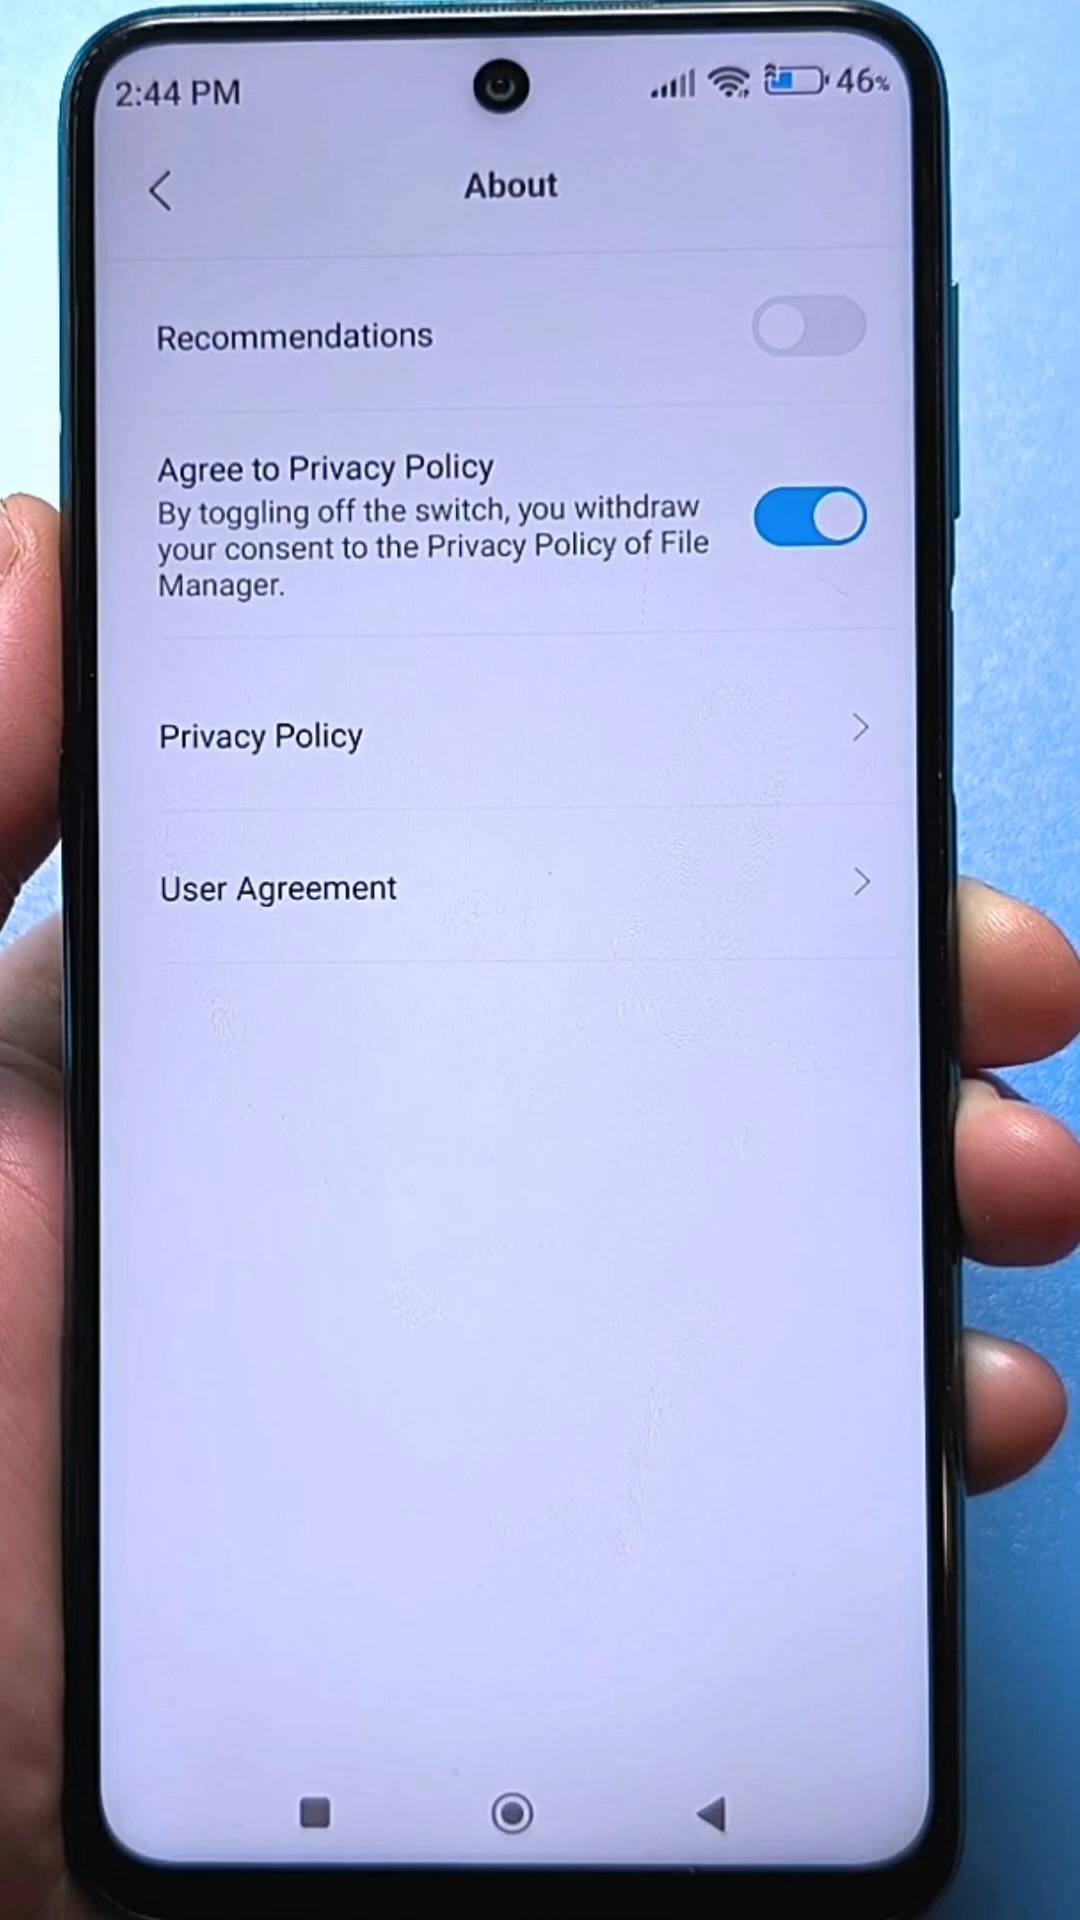 2:44 PM
46%
About
Recommendations
Agree to Privacy Policy
By toggling off the switch, you withdraw
your consent to the Privacy Policy of File
Manager.
Privacy Policy
User Agreement